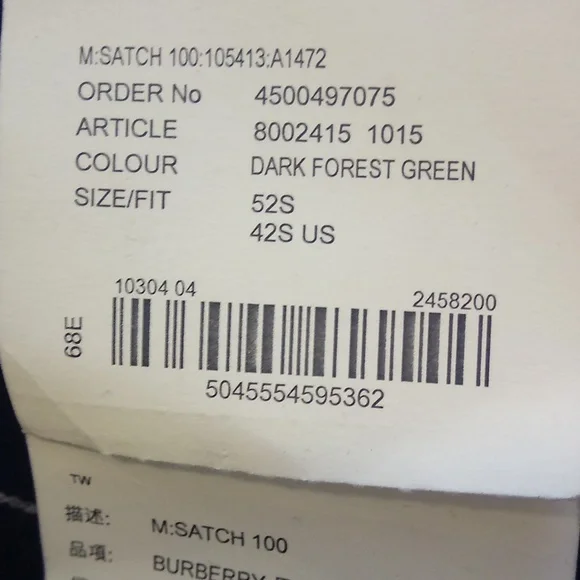 M:SATCH 100:105413:A1472
ORDER No 4500497075
ARTICLE 8002415 1015
COLOUR DARK FOREST GREEN
SIZE/FIT 52S
42S US
10304 04 2458200
68E
5045554595362
TW
描述: M:SATCH 100
品項: BURBERRY